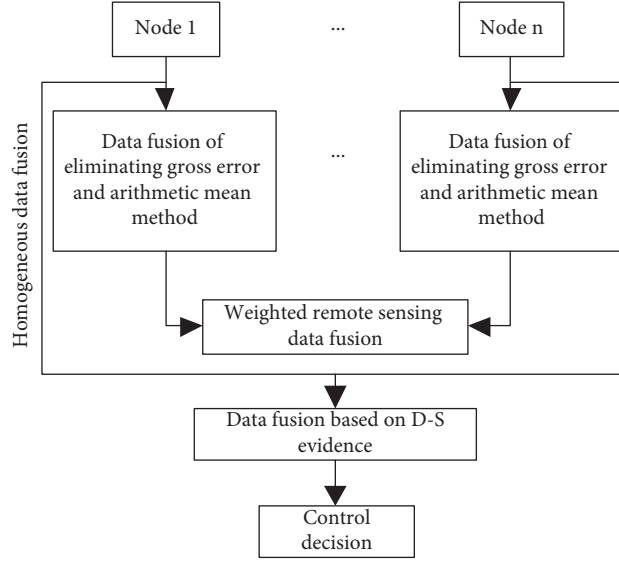 Node 1
...
Node n
Homogeneous data fusion
Data fusion of
eliminating gross error
and arithmetic mean
method
...
Data fusion of
eliminating gross error
and arithmetic mean
method
Weighted remote sensing
data fusion
Data fusion based on D-S
evidence
Control
decision